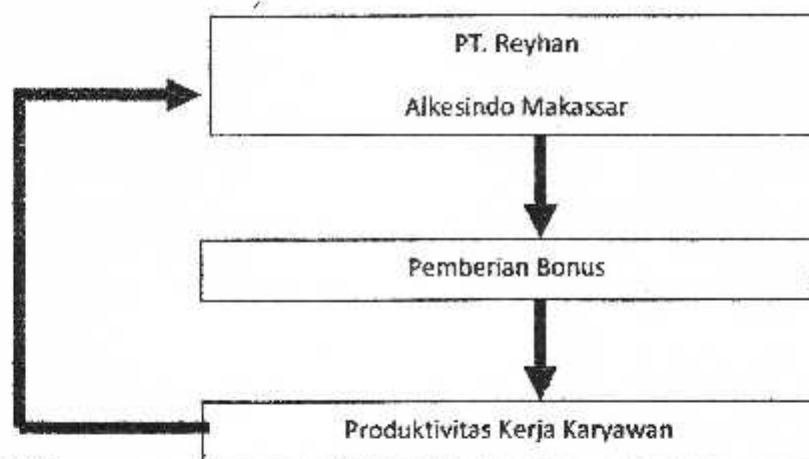 PT. Reyhan
Alkesindo Makassar
Pemberian Bonus
Produktivitas Kerja Karyawan